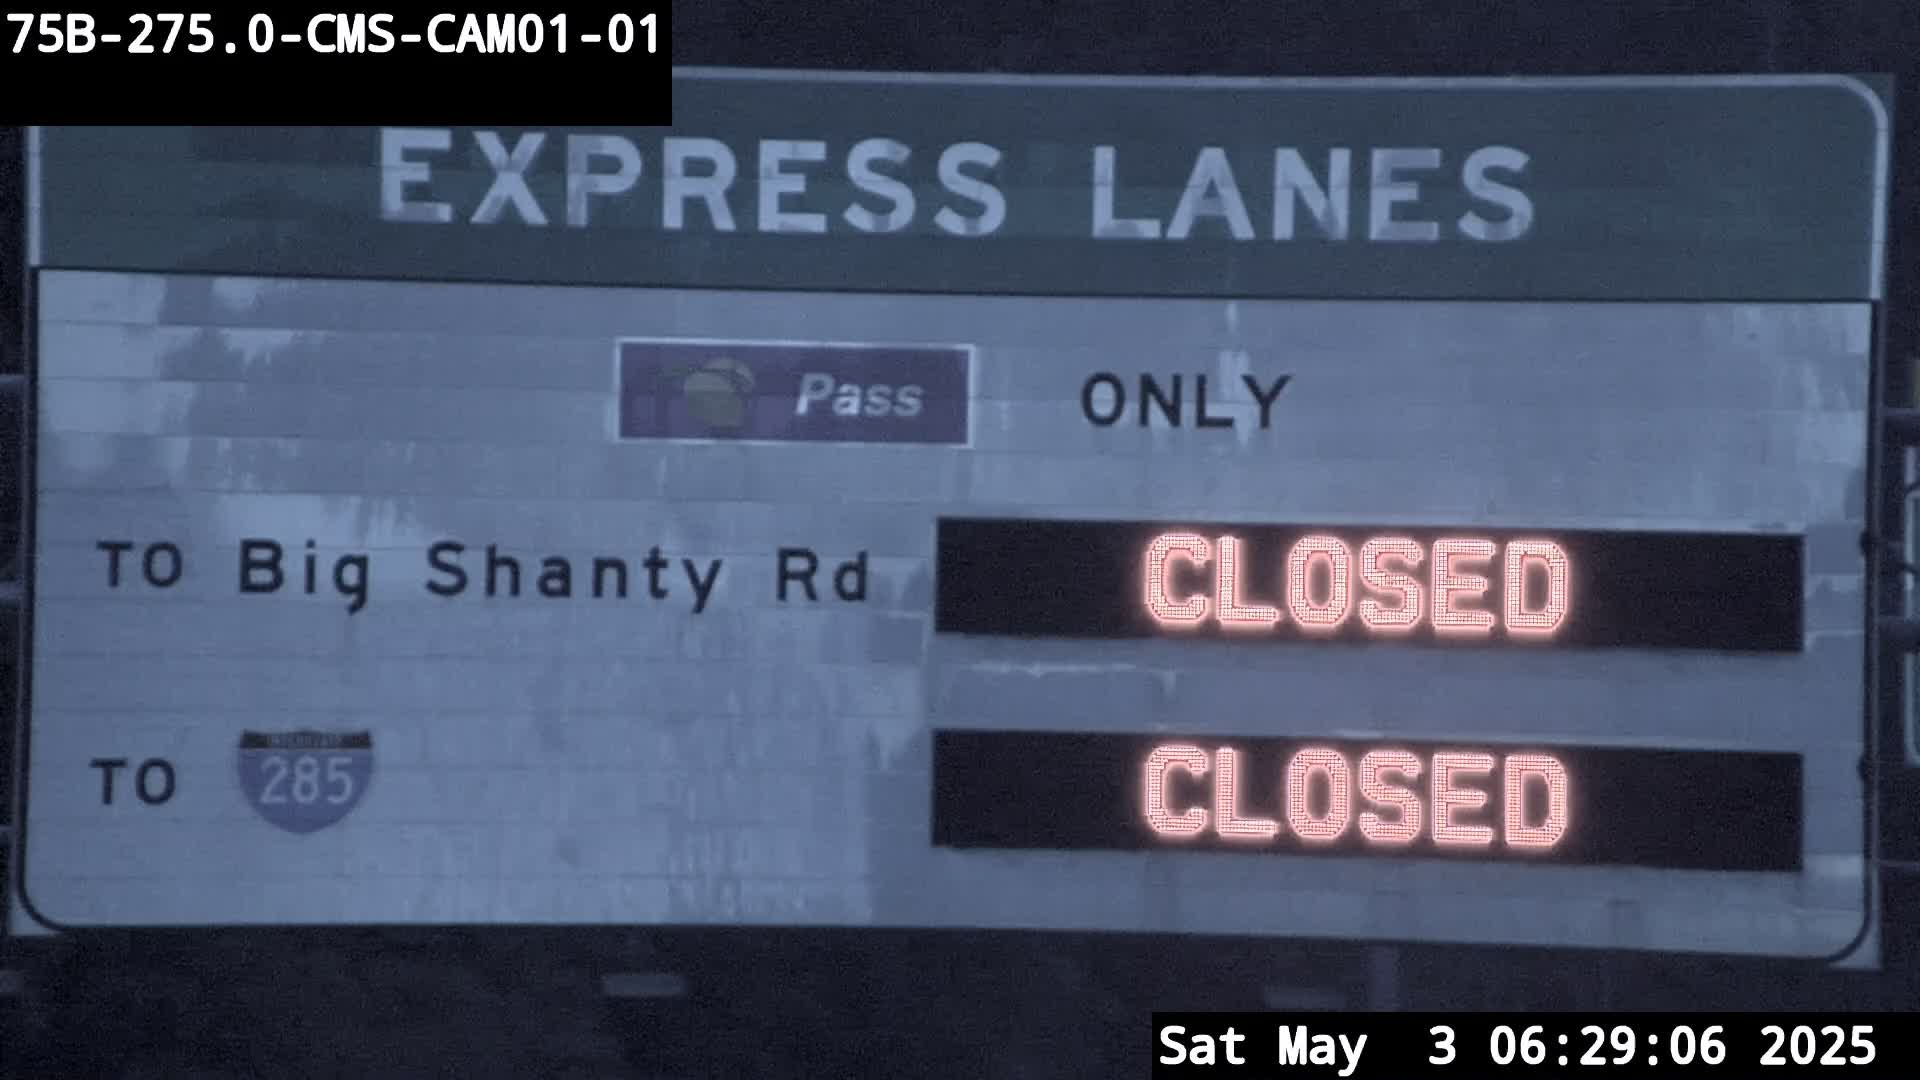 75B-275.0-CMS-CAM01-01
EXPRESS LANES
Pass ONLY
TO Big Shanty Rd CLOSED
TO 285 CLOSED
Sat May 3 06:29:06 2025